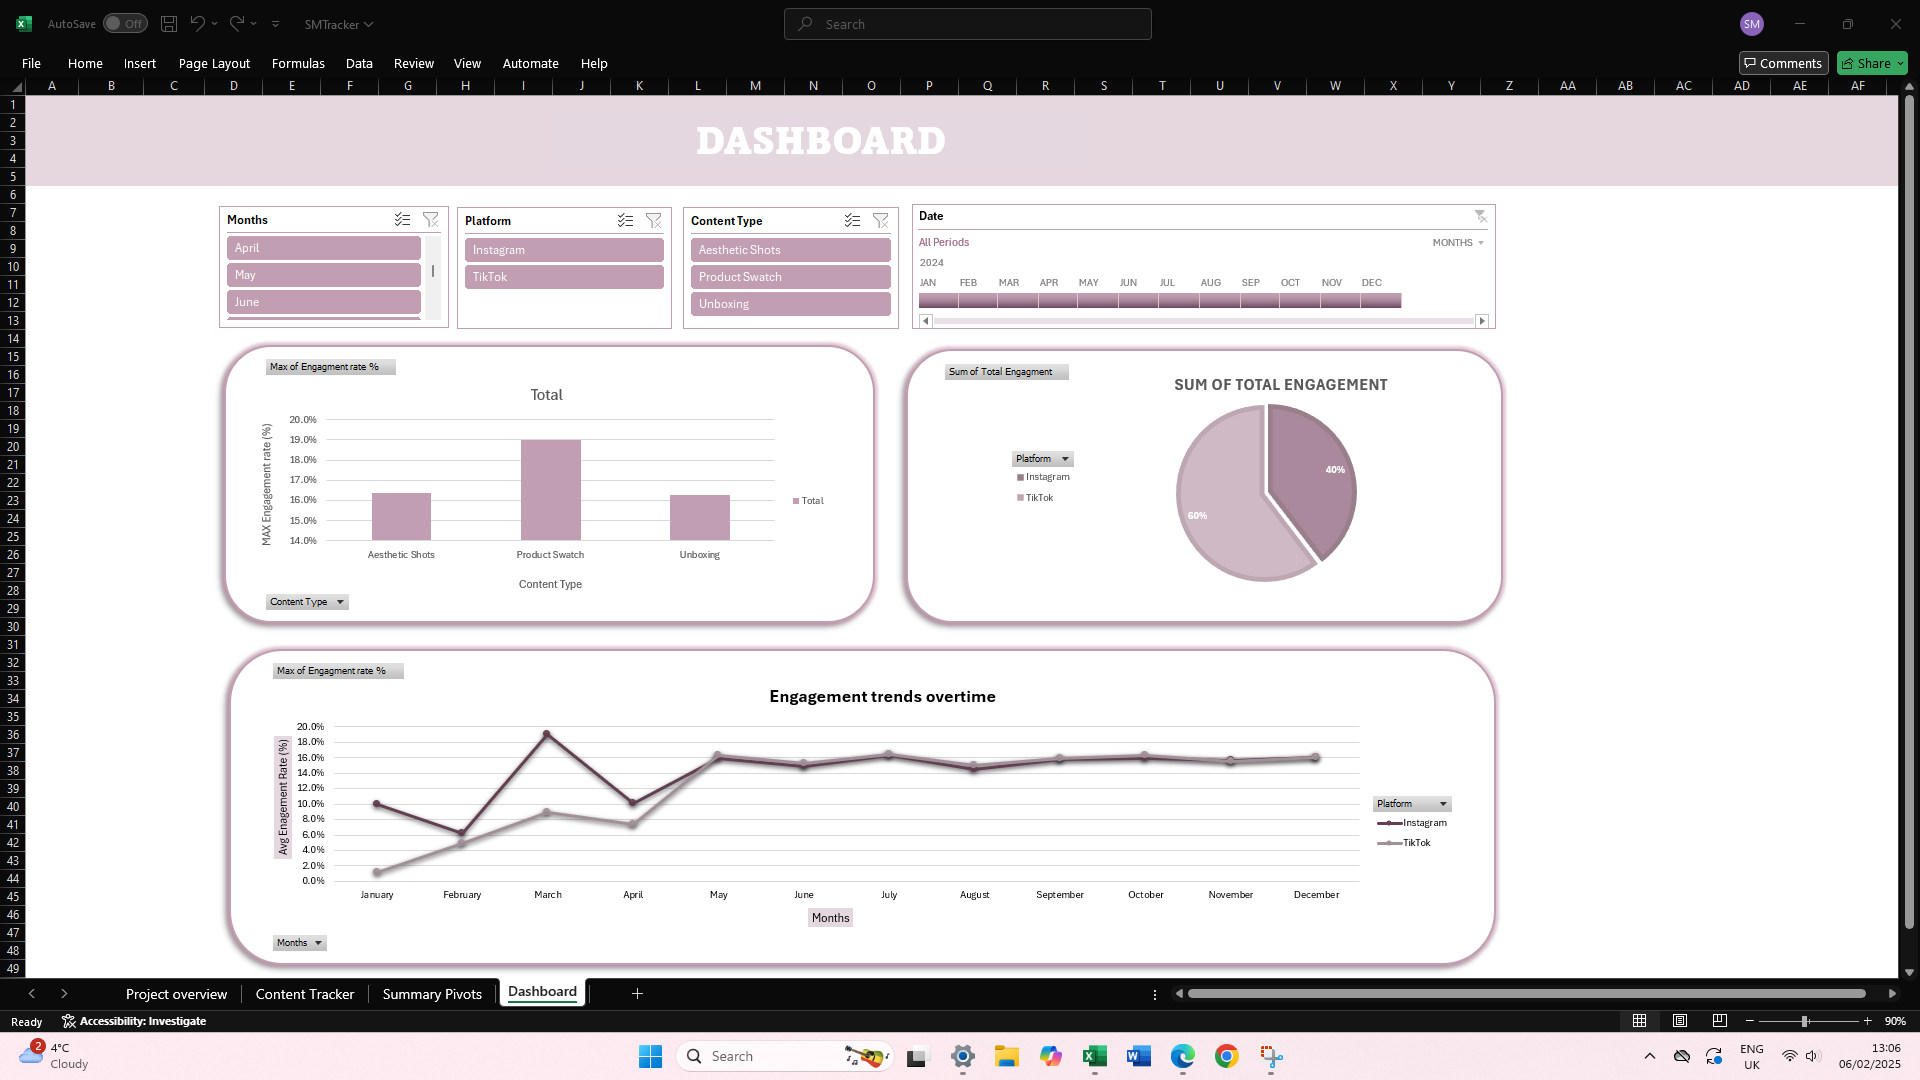 AutoSave Off SMTracker Search SM
File Home Insert Page Layout Formulas Data Review View Automate Help Comments Share
A B C D E F G H I J K L M N O P Q R S T U V W X Y Z AA AB AC AD AE AF
1
2
3
4
5
6
7
8
9
10
11
12
13
14
15
16
17
18
19
20
21
22
23
24
25
26
27
28
29
30
31
32
33
34
35
36
37
38
39
40
41
42
43
44
45
46
47
48
49
DASHBOARD
Months
April
May
June
Platform
Instagram
TikTok
Content Type
Aesthetic Shots
Product Swatch
Unboxing
Date
All Periods MONTHS
2024
JAN FEB MAR APR MAY JUN JUL AUG SEP OCT NOV DEC
Max of Engagment rate %
Total
MAX Engagement rate (%)
20.0%
19.0%
18.0%
17.0%
16.0%
15.0%
14.0%
Total
Aesthetic Shots Product Swatch Unboxing
Content Type
Content Type
Sum of Total Engagment
SUM OF TOTAL ENGAGEMENT
Platform
Instagram
TikTok
40%
60%
Max of Engagment rate %
Engagement trends overtime
Avg Enagement Rate (%)
20.0%
18.0%
16.0%
14.0%
12.0%
10.0%
8.0%
6.0%
4.0%
2.0%
0.0%
January February March April May June July August September October November December
Months
Platform
Instagram
TikTok
Months
Project overview Content Tracker Summary Pivots Dashboard
Ready Accessibility: Investigate 90%
2 4°C
Cloudy
Search
ENG
UK
13:06
06/02/2025